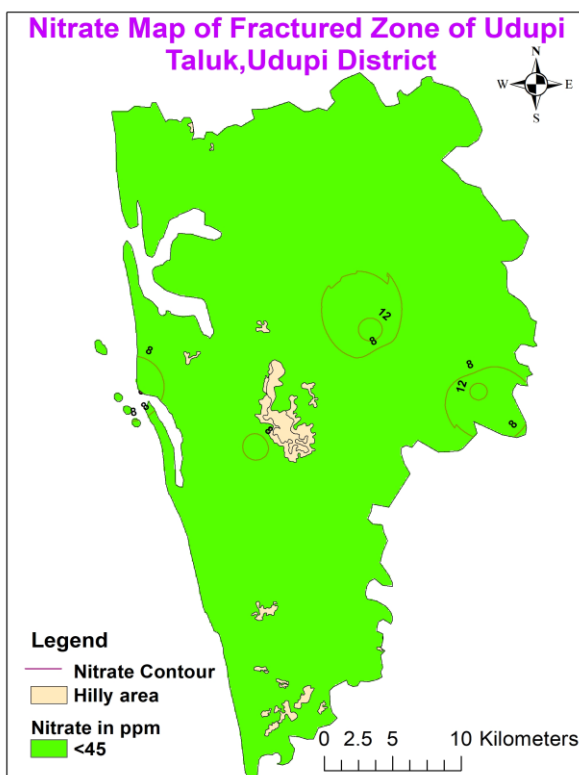 Nitrate Map of Fractured Zone of Udupi
Taluk,Udupi District
N
W E
S
12
8
8
8
12
8
8
8
8
Legend
Nitrate Contour
Hilly area
Nitrate in ppm
<45
0 2.5 5 10 Kilometers